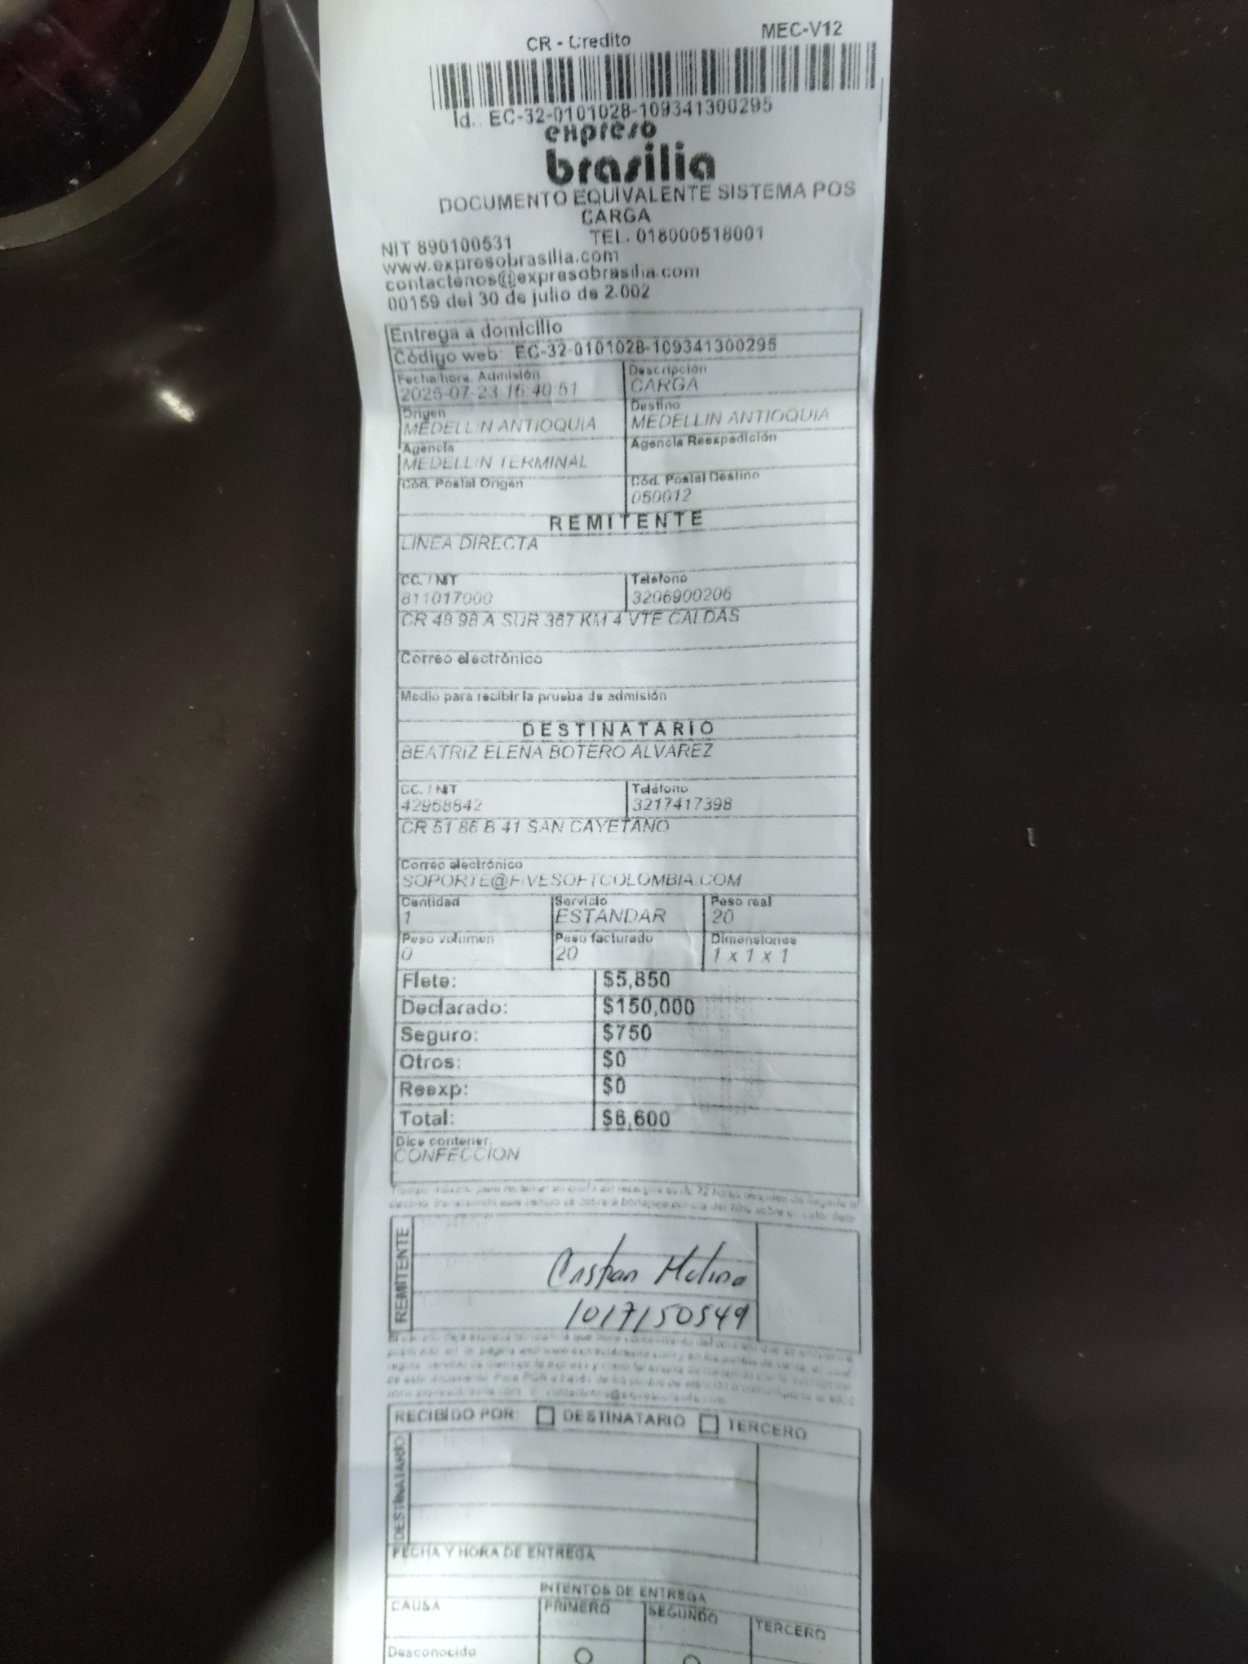 CR - Credito MEC-V12
Id.: EC-32-0101028-109341300295
expreso
brasilia
DOCUMENTO EQUIVALENTE SISTEMA POS
CARGA
NIT 890100531 TEL. 018000518001
www.expresobrasilia.com
contactenos@expresobrasilia.com
00159 del 30 de julio de 2.002
Entrega a domicilio
Código web: EC-32-0101028-109341300295
Fecha/hora. Admisión Descripción
2025-07-23 16:40:51 CARGA
Origen Destino
MEDELLIN ANTIOQUIA MEDELLIN ANTIOQUIA
Agencia Agencia Reexpedición
MEDELLIN TERMINAL
Cód. Postal Origen Cód. Postal Destino
050012
REMITENTE
LINEA DIRECTA
CC. / NIT Teléfono
811017000 3206900206
CR 48 98 A SUR 367 KM 4 VTE CALDAS
Correo electrónico
Medio para recibir la prueba de admisión
DESTINATARIO
BEATRIZ ELENA BOTERO ALVAREZ
CC. / NIT Teléfono
42968842 3217417398
CR 51 86 B 41 SAN CAYETANO
Correo electrónico
SOPORTE@FIVESOFTCOLOMBIA.COM
Cantidad Servicio Peso real
1 ESTANDAR 20
Peso volumen Peso facturado Dimensiones
0 20 1 x 1 x 1
Flete: $5,850
Declarado: $150,000
Seguro: $750
Otros: $0
Reexp: $0
Total: $6,600
Dice contener:
CONFECCION
REMITENTE
Cristian Molina
1017150549
RECIBIDO POR: DESTINATARIO TERCERO
DESTINATARIO
FECHA Y HORA DE ENTREGA
INTENTOS DE ENTREGA
CAUSA PRIMERO SEGUNDO TERCERO
Desconocido